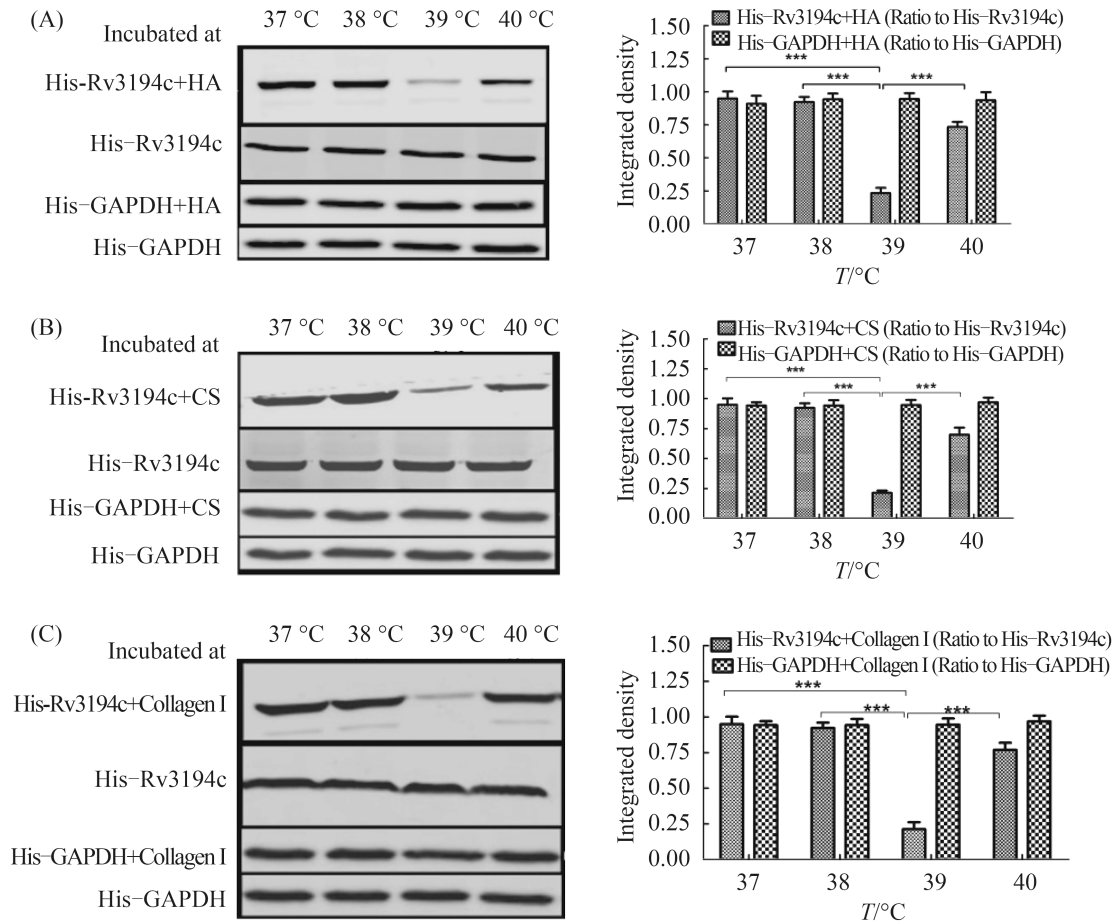 (A)
37 °C 38 °C 39 °C 40 °C
Incubated at
His-Rv3194c+HA
His-Rv3194c
His-GAPDH+HA
His-GAPDH
His-Rv3194c+HA (Ratio to His-Rv3194c)
His-GAPDH+HA (Ratio to His-GAPDH)
*** *** ***
Integrated density
1.50
1.25
1.00
0.75
0.50
0.25
0.00
37 38 39 40
T/°C
(B)
37 °C 38 °C 39 °C 40 °C
Incubated at
His-Rv3194c+CS
His-Rv3194c
His-GAPDH+CS
His-GAPDH
His-Rv3194c+CS (Ratio to His-Rv3194c)
His-GAPDH+CS (Ratio to His-GAPDH)
*** *** ***
Integrated density
1.50
1.25
1.00
0.75
0.50
0.25
0.00
37 38 39 40
T/°C
(C)
37 °C 38 °C 39 °C 40 °C
Incubated at
His-Rv3194c+Collagen I
His-Rv3194c
His-GAPDH+Collagen I
His-GAPDH
His-Rv3194c+Collagen I (Ratio to His-Rv3194c)
His-GAPDH+Collagen I (Ratio to His-GAPDH)
*** *** ***
Integrated density
1.50
1.25
1.00
0.75
0.50
0.25
0.00
37 38 39 40
T/°C